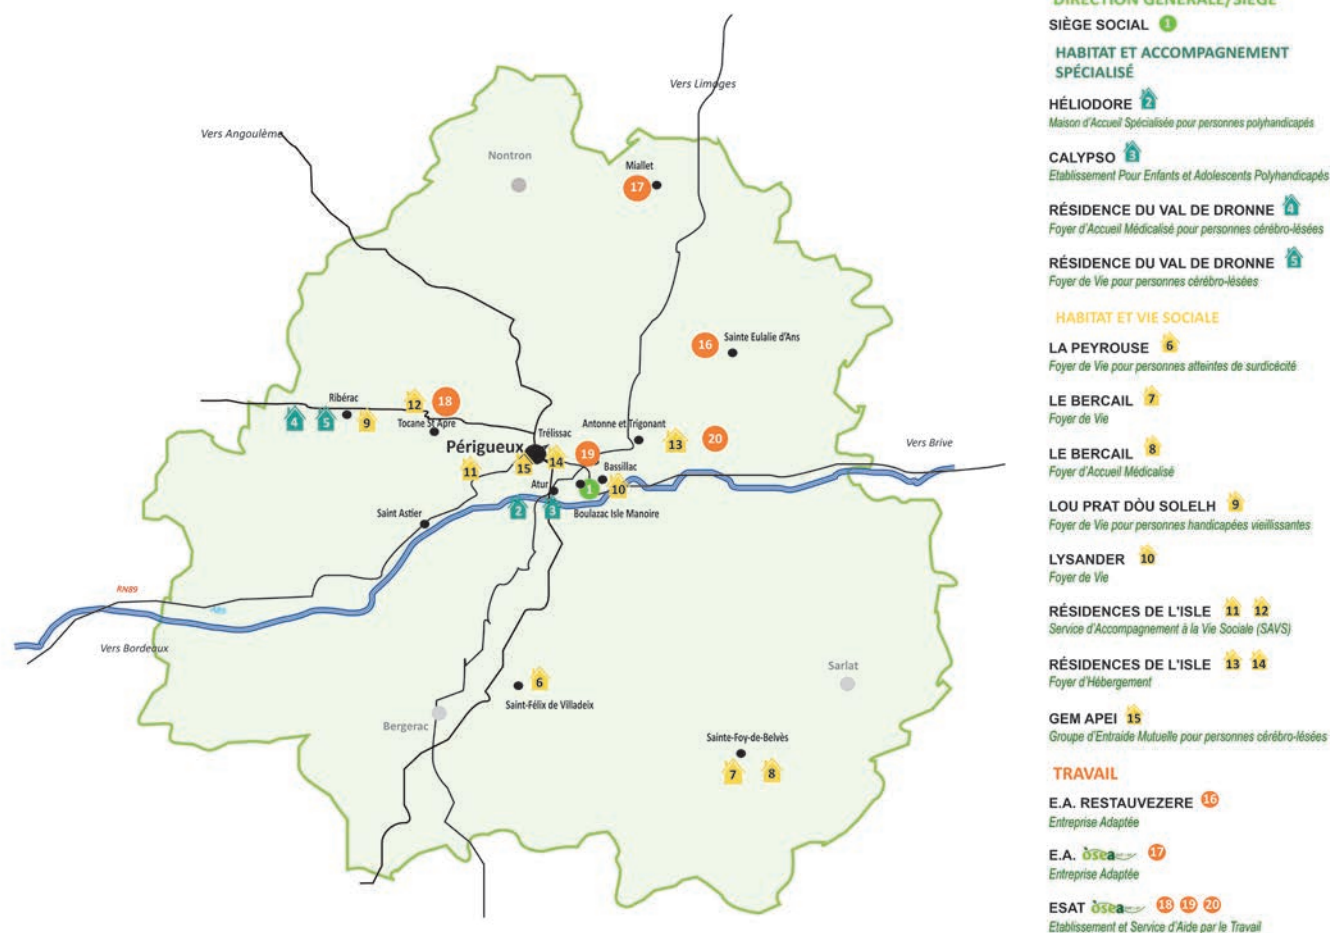 Vers Limoges
Vers Angoulême
Nontron
Miallet
17
Sainte Eulalie d'Ans
16
Ribérac
12
18
4
5
9
Tocane St Apre
Trélissac
Antonne et Trigonant
13
20
Périgueux
19
Vers Brive
11
15
14
Bassillac
Atur
1
10
2
3
Boulazac Isle Manoire
Saint Astier
RN89
A89
Vers Bordeaux
6
Saint-Félix de Villadeix
Sarlat
Bergerac
Sainte-Foy-de-Belvès
7
8
DIRECTION GÉNÉRALE/SIÈGE
SIÈGE SOCIAL 1
HABITAT ET ACCOMPAGNEMENT
SPÉCIALISÉ
HÉLIODORE 2
Maison d'Accueil Spécialisée pour personnes polyhandicapés
CALYPSO 3
Etablissement Pour Enfants et Adolescents Polyhandicapés
RÉSIDENCE DU VAL DE DRONNE 4
Foyer d'Accueil Médicalisé pour personnes cérébro-lésées
RÉSIDENCE DU VAL DE DRONNE 5
Foyer de Vie pour personnes cérébro-lésées
HABITAT ET VIE SOCIALE
LA PEYROUSE 6
Foyer de Vie pour personnes atteintes de surdicécité
LE BERCAIL 7
Foyer de Vie
LE BERCAIL 8
Foyer d'Accueil Médicalisé
LOU PRAT DÒU SOLELH 9
Foyer de Vie pour personnes handicapées vieillissantes
LYSANDER 10
Foyer de Vie
RÉSIDENCES DE L'ISLE 11 12
Service d'Accompagnement à la Vie Sociale (SAVS)
RÉSIDENCES DE L'ISLE 13 14
Foyer d'Hébergement
GEM APEI 15
Groupe d'Entraide Mutuelle pour personnes cérébro-lésées
TRAVAIL
E.A. RESTAUVEZERE 16
Entreprise Adaptée
E.A. òsea 17
Entreprise Adaptée
ESAT òsea 18 19 20
Etablissement et Service d'Aide par le Travail